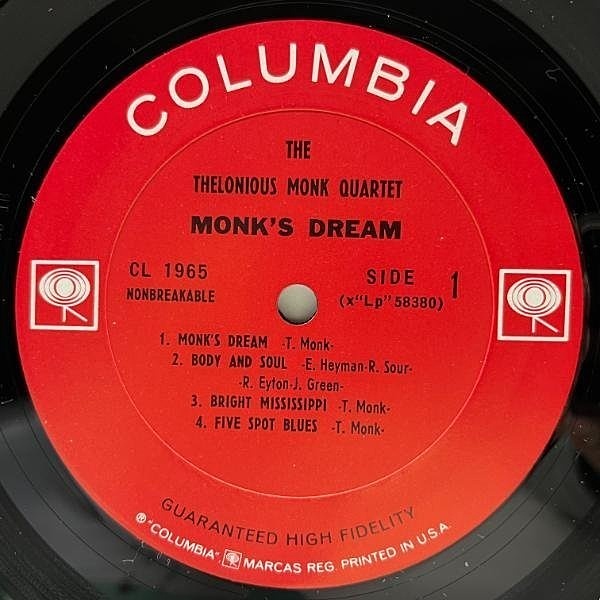 COLUMBIA
THE
THELONIOUS MONK QUARTET
MONK'S DREAM
CL 1965
NONBREAKABLE
SIDE 1
(x"Lp"58380)
1. MONK'S DREAM -T. Monk-
2. BODY AND SOUL -E. Heyman-R. Sour-
-R. Eyton-J. Green-
3. BRIGHT MISSISSIPPI -T. Monk-
4. FIVE SPOT BLUES -T. Monk-
GUARANTEED HIGH FIDELITY
® "COLUMBIA", MARCAS REG. PRINTED IN U.S.A.